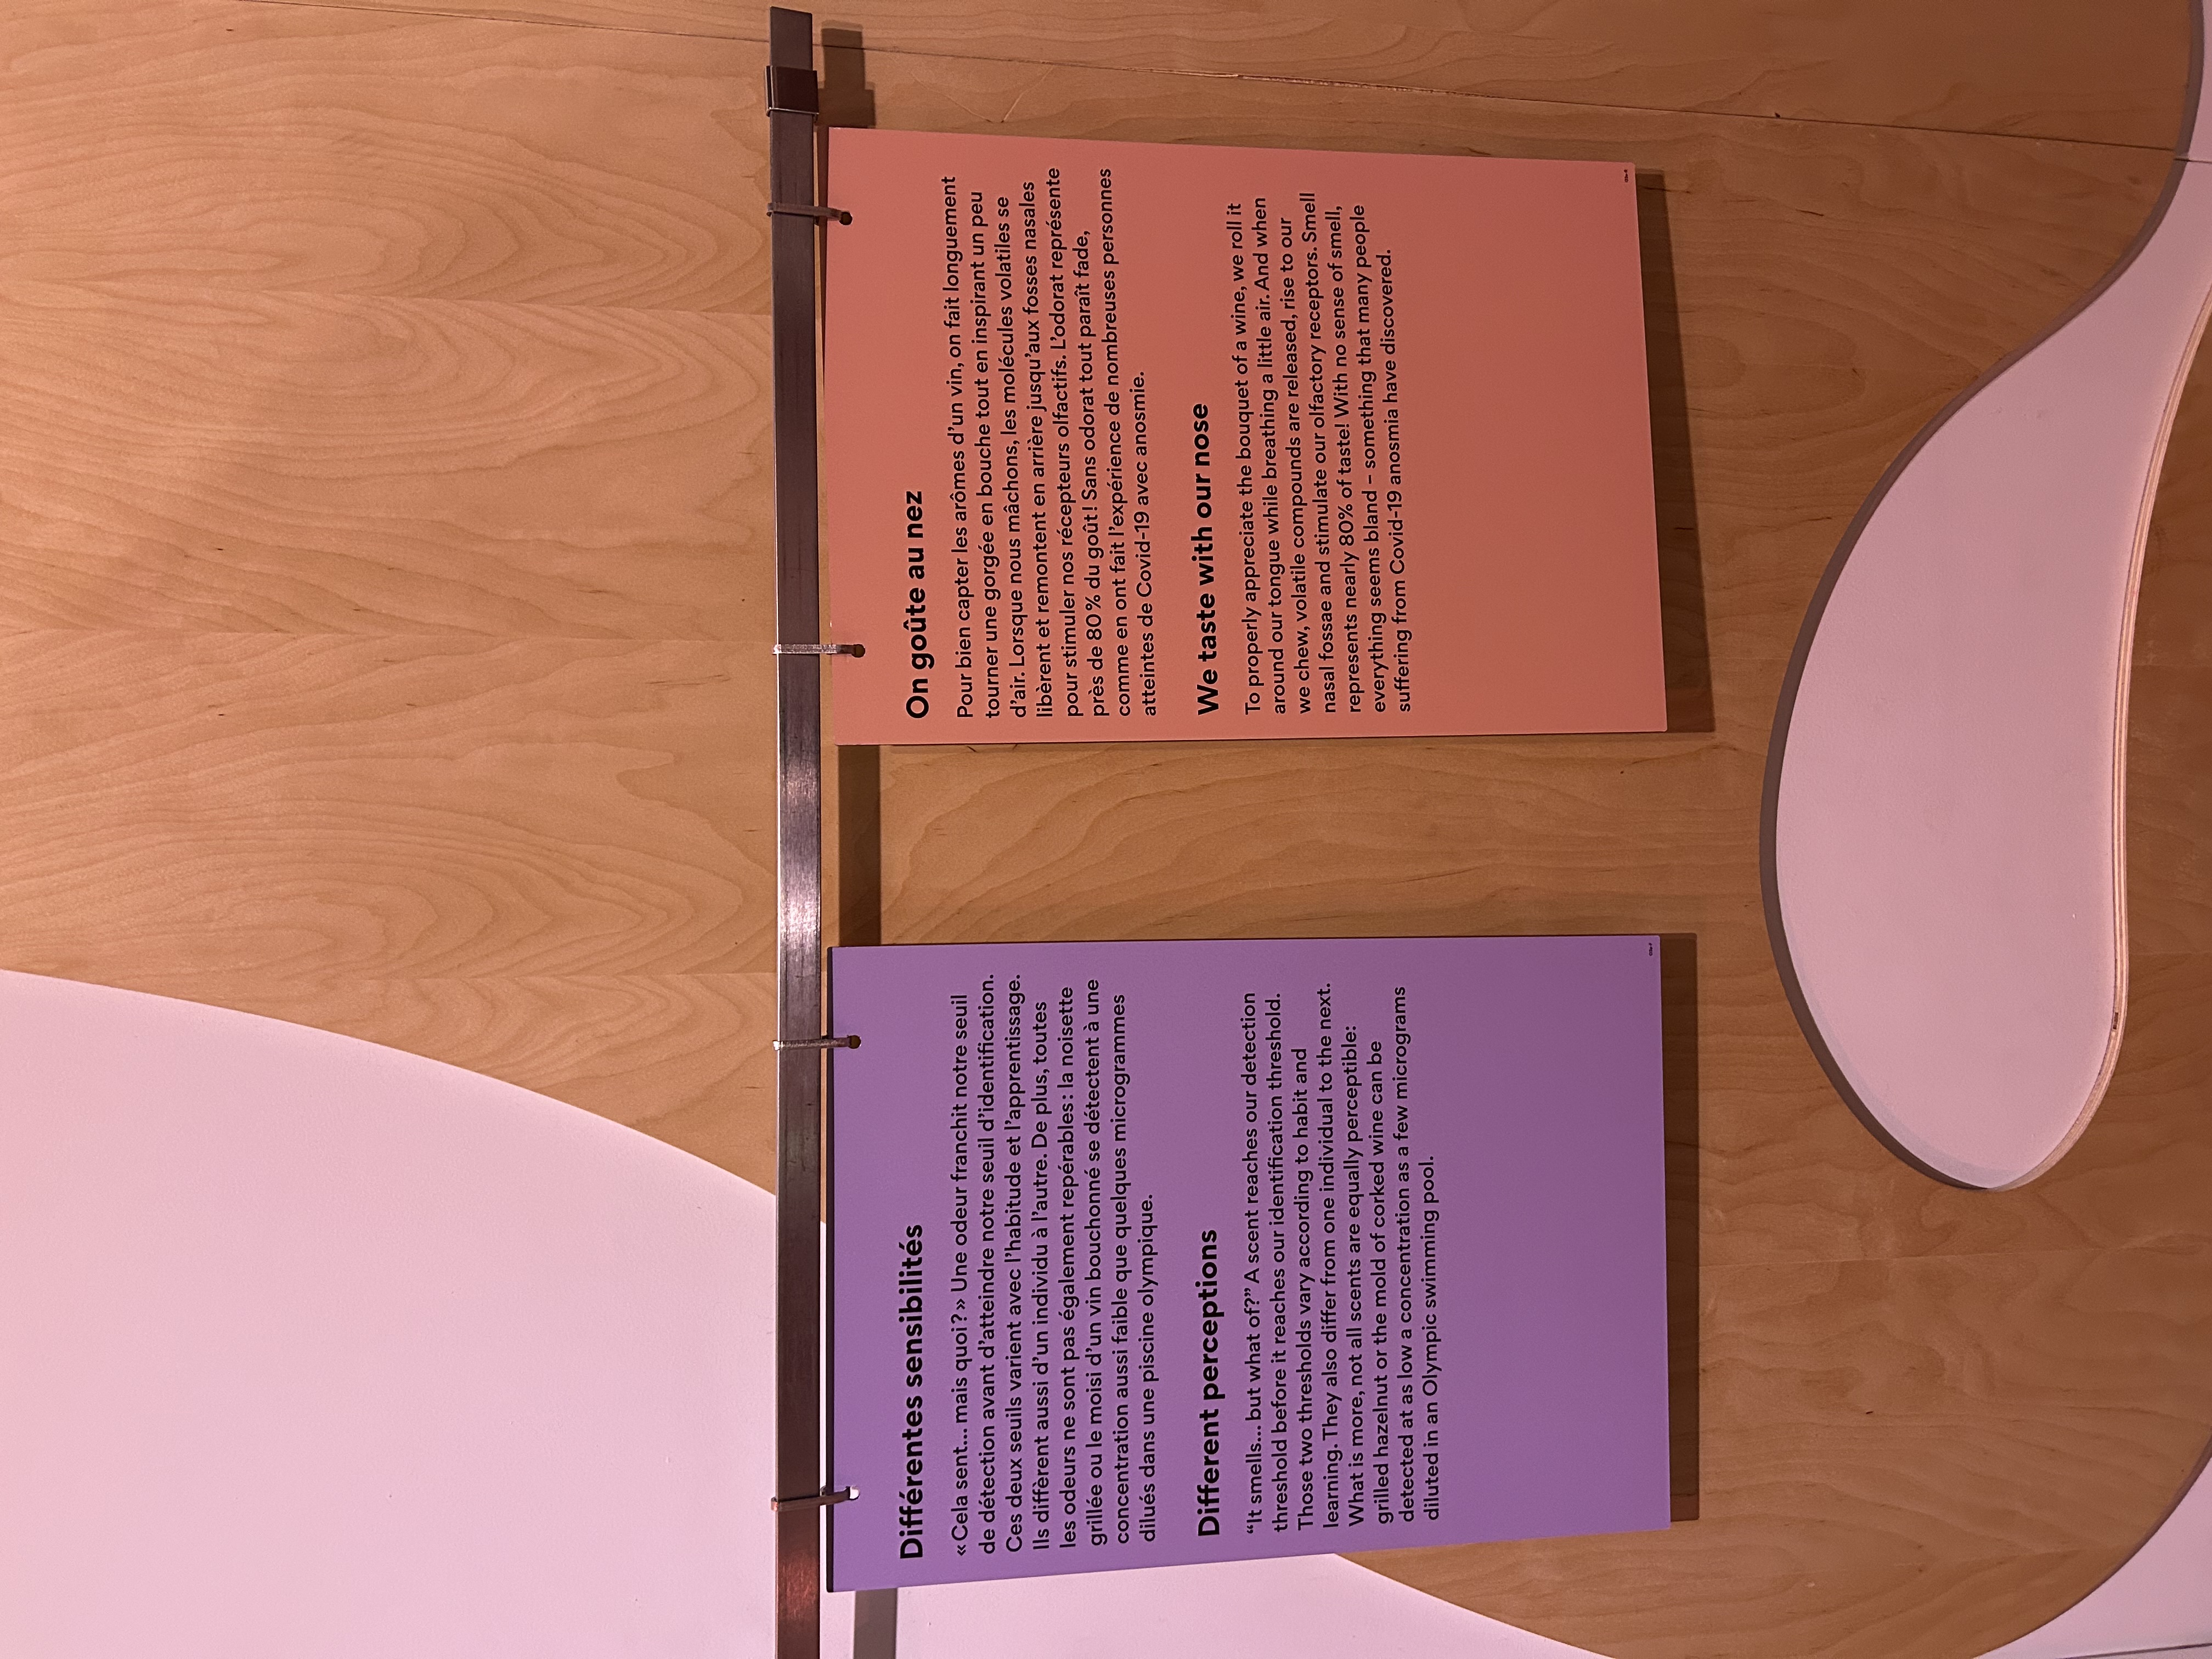 Différentes sensibilités
« Cela sent... mais quoi ? » Une odeur franchit notre seuil
de détection avant d’atteindre notre seuil d’identification.
Ces deux seuils varient avec l’habitude et l’apprentissage.
Ils diffèrent aussi d’un individu à l’autre. De plus, toutes
les odeurs ne sont pas également repérables : la noisette
grillée ou le moisi d’un vin bouchonné se détectent à une
concentration aussi faible que quelques microgrammes
dilués dans une piscine olympique.
Different perceptions
“It smells... but what of?” A scent reaches our detection
threshold before it reaches our identification threshold.
Those two thresholds vary according to habit and
learning. They also differ from one individual to the next.
What is more, not all scents are equally perceptible:
grilled hazelnut or the mold of corked wine can be
detected at as low a concentration as a few micrograms
diluted in an Olympic swimming pool.
On goûte au nez
Pour bien capter les arômes d’un vin, on fait longuement
tourner une gorgée en bouche tout en inspirant un peu
d’air. Lorsque nous mâchons, les molécules volatiles se
libèrent et remontent en arrière jusqu’aux fosses nasales
pour stimuler nos récepteurs olfactifs. L’odorat représente
près de 80 % du goût ! Sans odorat tout paraît fade,
comme en ont fait l’expérience de nombreuses personnes
atteintes de Covid-19 avec anosmie.
We taste with our nose
To properly appreciate the bouquet of a wine, we roll it
around our tongue while breathing a little air. And when
we chew, volatile compounds are released, rise to our
nasal fossae and stimulate our olfactory receptors. Smell
represents nearly 80% of taste! With no sense of smell,
everything seems bland – something that many people
suffering from Covid-19 anosmia have discovered.